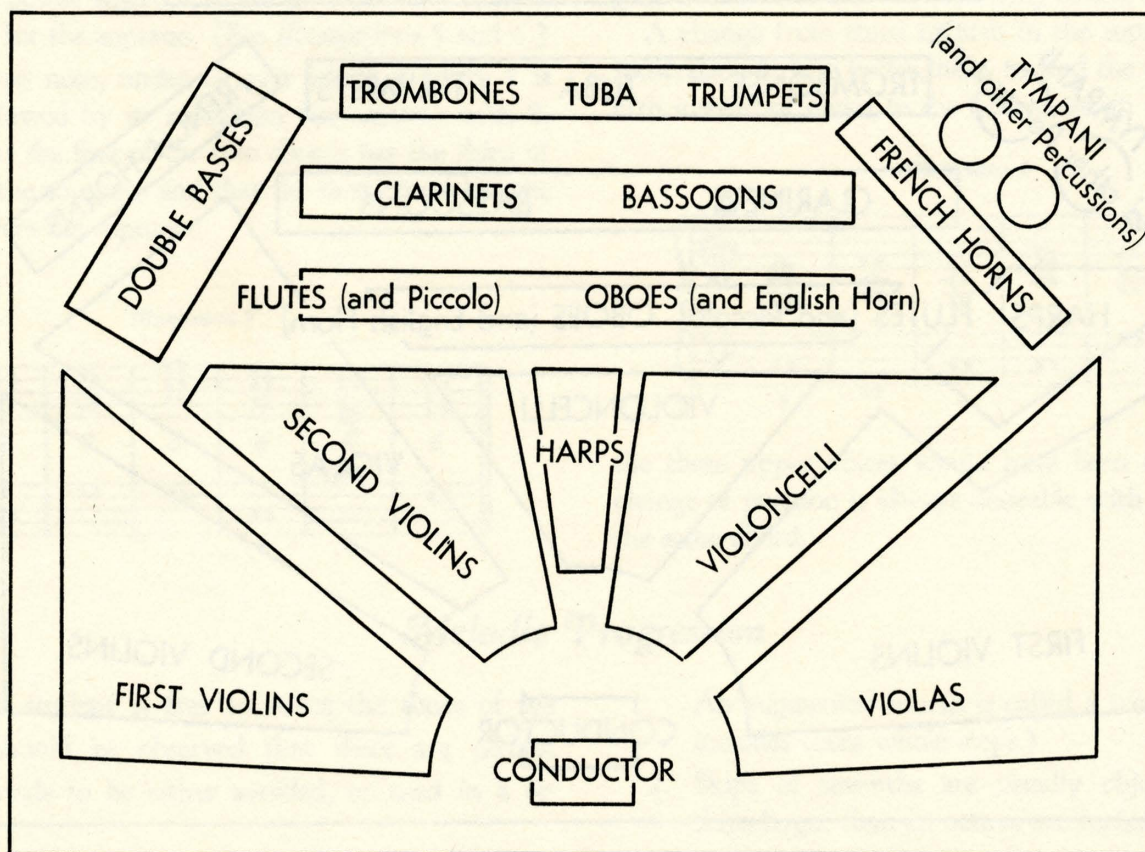 TROMBONES TUBA TRUMPETS
TYMPANI
(and other Percussions)
DOUBLE BASSES
CLARINETS BASSOONS
FRENCH HORNS
FLUTES (and Piccolo) OBOES (and English Horn)
SECOND VIOLINS
HARPS
VIOLONCELLI
FIRST VIOLINS
VIOLAS
CONDUCTOR